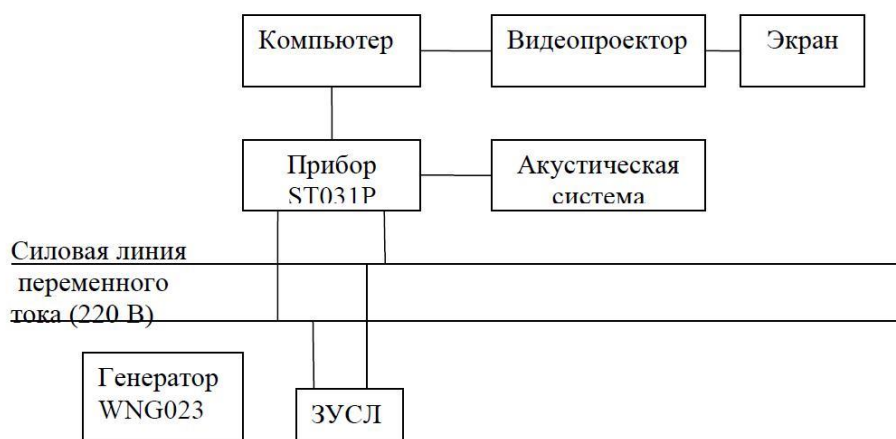 Компьютер
Видеопроектор
Экран
Прибор
ST031P
Акустическая
система
Силовая линия
переменного
тока (220 В)
Генератор
WNG023
ЗУСЛ